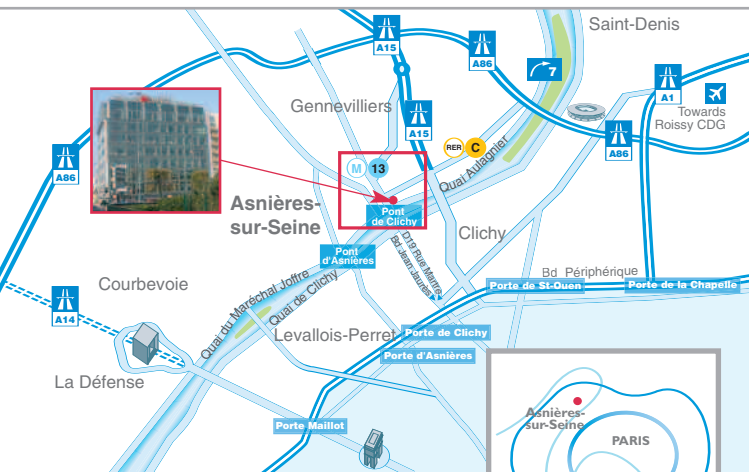 Saint-Denis
A15
A86
7
A1
Towards
Roissy CDG
Gennevilliers
A15
A86
RER C
A86
M 13
Quai Aulagnier
Asnières-
sur-Seine
Pont
de Clichy
Clichy
D19 Rue Martre
Bd Jean Jaurès
Pont
d'Asnières
Bd Périphérique
Courbevoie
Porte de St-Ouen
Porte de la Chapelle
A14
Quai du Maréchal Joffre
Quai de Clichy
Levallois-Perret
Porte de Clichy
Porte d'Asnières
La Défense
Porte Maillot
Asnières-
sur-Seine
PARIS